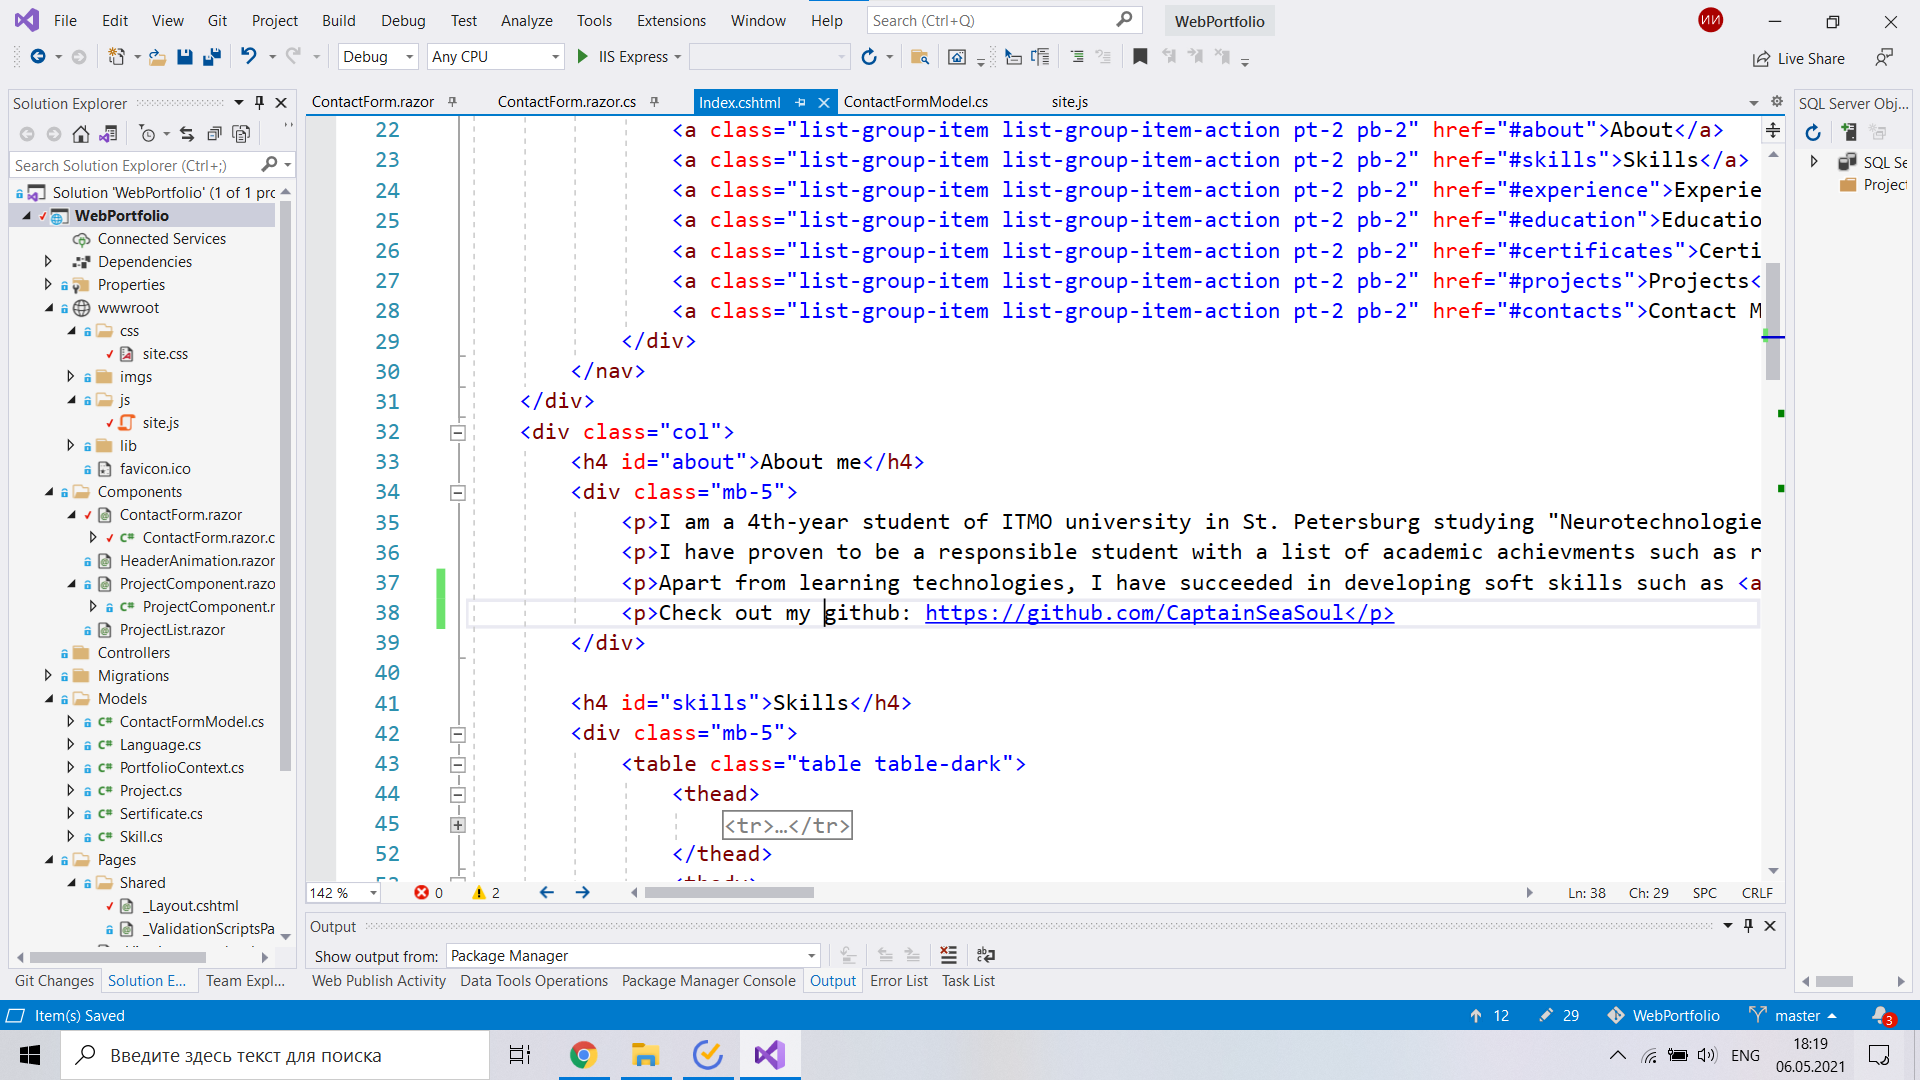 File Edit View Git Project Build Debug Test Analyze Tools Extensions Window Help Search (Ctrl+Q) WebPortfolio ИИ
Debug Any CPU IIS Express Live Share
Solution Explorer
Search Solution Explorer (Ctrl+;)
Solution 'WebPortfolio' (1 of 1 prc
WebPortfolio
Connected Services
Dependencies
Properties
wwwroot
css
site.css
imgs
js
site.js
lib
favicon.ico
Components
ContactForm.razor
ContactForm.razor.c
HeaderAnimation.razor
ProjectComponent.razo
ProjectComponent.r
ProjectList.razor
Controllers
Migrations
Models
ContactFormModel.cs
Language.cs
PortfolioContext.cs
Project.cs
Sertificate.cs
Skill.cs
Pages
Shared
_Layout.cshtml
_ValidationScriptsPa
Git Changes Solution E... Team Expl...
ContactForm.razor ContactForm.razor.cs Index.cshtml ContactFormModel.cs site.js
22 <a class="list-group-item list-group-item-action pt-2 pb-2" href="#about">About</a>
23 <a class="list-group-item list-group-item-action pt-2 pb-2" href="#skills">Skills</a>
24 <a class="list-group-item list-group-item-action pt-2 pb-2" href="#experience">Experie
25 <a class="list-group-item list-group-item-action pt-2 pb-2" href="#education">Educatio
26 <a class="list-group-item list-group-item-action pt-2 pb-2" href="#certificates">Certi
27 <a class="list-group-item list-group-item-action pt-2 pb-2" href="#projects">Projects<
28 <a class="list-group-item list-group-item-action pt-2 pb-2" href="#contacts">Contact M
29 </div>
30 </nav>
31 </div>
32 <div class="col">
33 <h4 id="about">About me</h4>
34 <div class="mb-5">
35 <p>I am a 4th-year student of ITMO university in St. Petersburg studying "Neurotechnologie
36 <p>I have proven to be a responsible student with a list of academic achievments such as r
37 <p>Apart from learning technologies, I have succeeded in developing soft skills such as <a
38 <p>Check out my github: https://github.com/CaptainSeaSoul</p>
39 </div>
40
41 <h4 id="skills">Skills</h4>
42 <div class="mb-5">
43 <table class="table table-dark">
44 <thead>
45 <tr>…</tr>
52 </thead>
142 % 0 2 Ln: 38 Ch: 29 SPC CRLF
Output
Show output from: Package Manager
Web Publish Activity Data Tools Operations Package Manager Console Output Error List Task List
SQL Server Obj...
SQL Se
Projec
Item(s) Saved 12 29 WebPortfolio master 3
Введите здесь текст для поиска ENG 18:19
06.05.2021